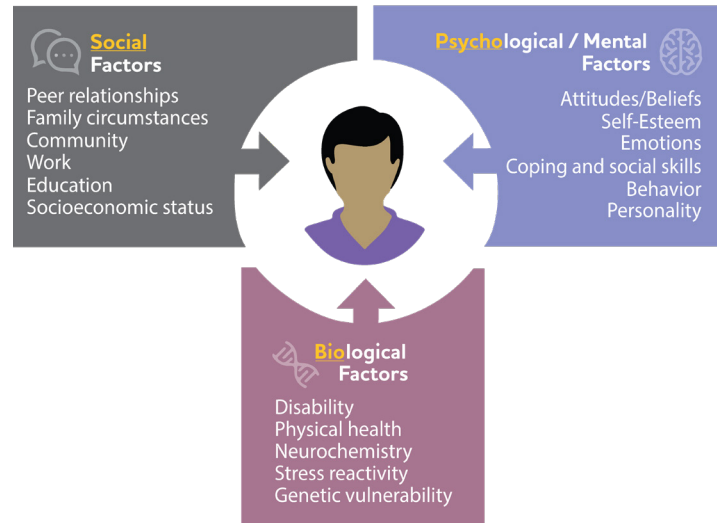 Social
Factors
Peer relationships
Family circumstances
Community
Work
Education
Socioeconomic status
Psychological / Mental
Factors
Attitudes/Beliefs
Self-Esteem
Emotions
Coping and social skills
Behavior
Personality
Biological
Factors
Disability
Physical health
Neurochemistry
Stress reactivity
Genetic vulnerability